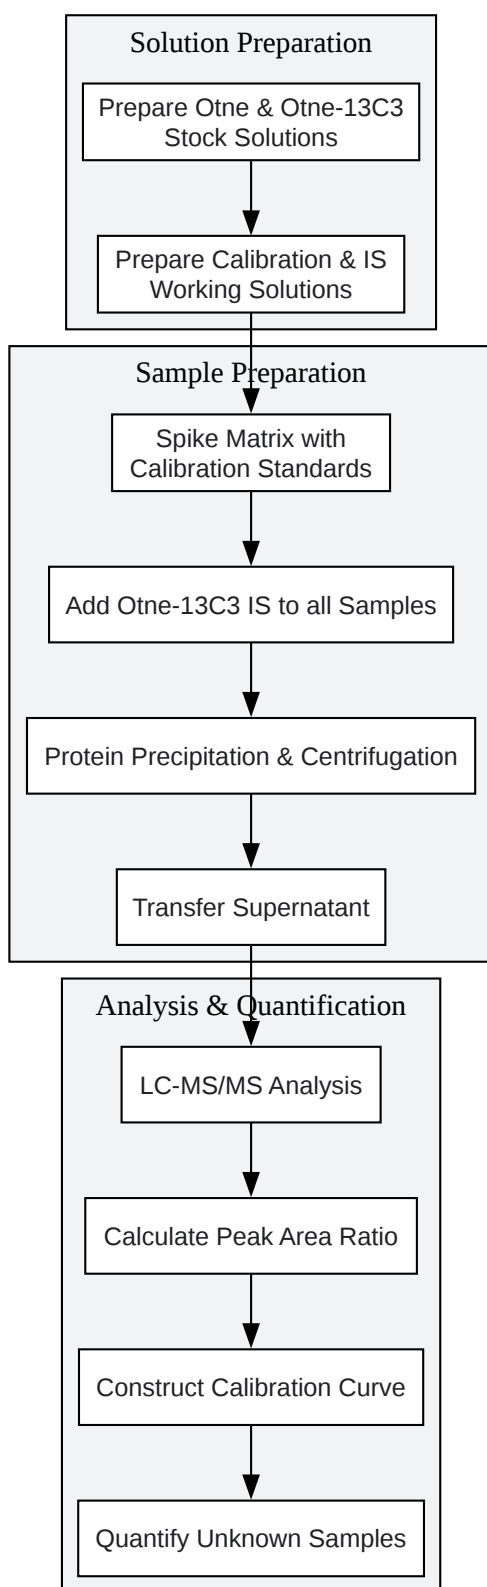 Solution Preparation
Prepare Otne & Otne-13C3
Stock Solutions
Prepare Calibration & IS
Working Solutions
Sample Preparation
Spike Matrix with
Calibration Standards
Add Otne-13C3 IS to all Samples
Protein Precipitation & Centrifugation
Transfer Supernatant
Analysis & Quantification
LC-MS/MS Analysis
Calculate Peak Area Ratio
Construct Calibration Curve
Quantify Unknown Samples